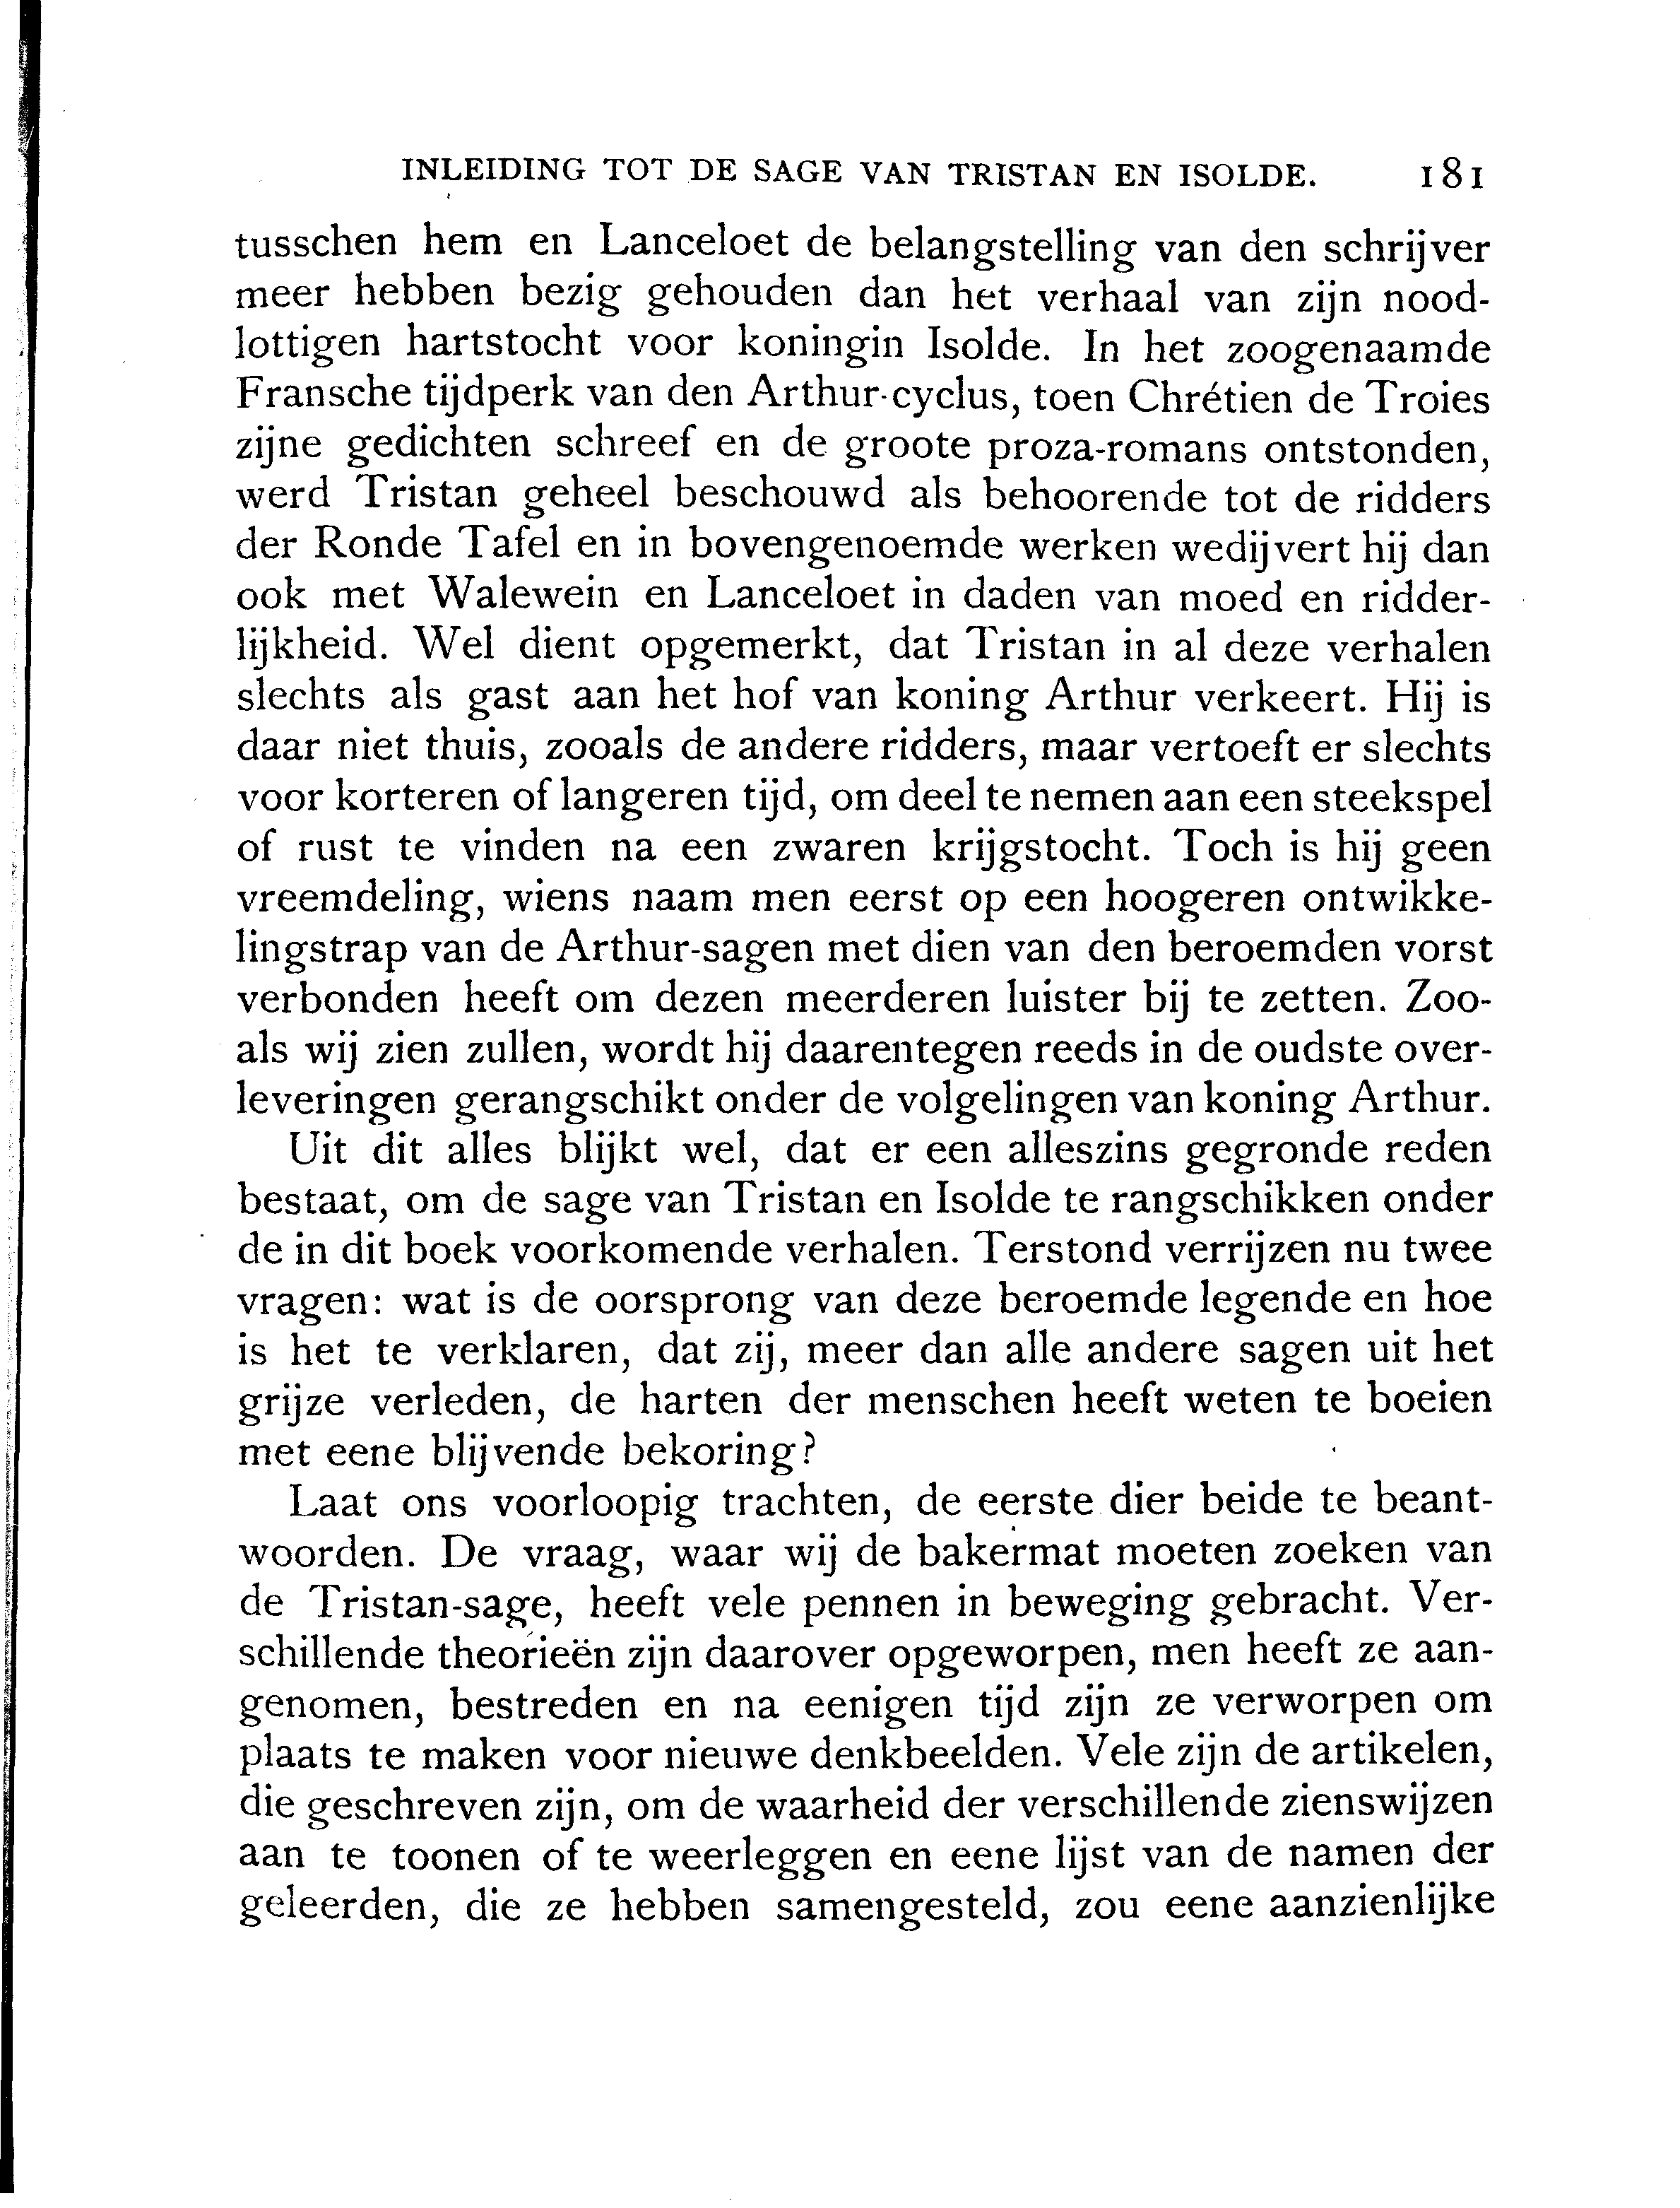 INLEIDING TOT DE SAGE VAN TRISTAN EN ISOLDE. 181
tusschen hem en Lanceloet de belangstelling van den schrijver
meer hebben bezig gehouden dan het verhaal van zijn nood-
lottigen hartstocht voor koningin Isolde. In het zoogenaamde
Fransche tijdperk van den Arthur-cyclus, toen Chrétien de Troies
zijne gedichten schreef en de groote proza-romans ontstonden,
werd Tristan geheel beschouwd als behoorende tot de ridders
der Ronde Tafel en in bovengenoemde werken wedijvert hij dan
ook met Walewein en Lanceloet in daden van moed en ridder-
lijkheid. Wel dient opgemerkt, dat Tristan in al deze verhalen
slechts als gast aan het hof van koning Arthur verkeert. Hij is
daar niet thuis, zooals de andere ridders, maar vertoeft er slechts
voor korteren of langeren tijd, om deel te nemen aan een steekspel
of rust te vinden na een zwaren krijgstocht. Toch is hij geen
vreemdeling, wiens naam men eerst op een hoogeren ontwikke-
lingstrap van de Arthur-sagen met dien van den beroemden vorst
verbonden heeft om dezen meerderen luister bij te zetten. Zoo-
als wij zien zullen, wordt hij daarentegen reeds in de oudste over-
leveringen gerangschikt onder de volgelingen van koning Arthur.
Uit dit alles blijkt wel, dat er een alleszins gegronde reden
bestaat, om de sage van Tristan en Isolde te rangschikken onder
de in dit boek voorkomende verhalen. Terstond verrijzen nu twee
vragen: wat is de oorsprong van deze beroemde legende en hoe
is het te verklaren, dat zij, meer dan alle andere sagen uit het
grijze verleden, de harten der menschen heeft weten te boeien
met eene blijvende bekoring?
Laat ons voorloopig trachten, de eerste dier beide te beant-
woorden. De vraag, waar wij de bakermat moeten zoeken van
de Tristan-sage, heeft vele pennen in beweging gebracht. Ver-
schillende theorieën zijn daarover opgeworpen, men heeft ze aan-
genomen, bestreden en na eenigen tijd zijn ze verworpen om
plaats te maken voor nieuwe denkbeelden. Vele zijn de artikelen,
die geschreven zijn, om de waarheid der verschillende zienswijzen
aan te toonen of te weerleggen en eene lijst van de namen der
geleerden, die ze hebben samengesteld, zou eene aanzienlijke